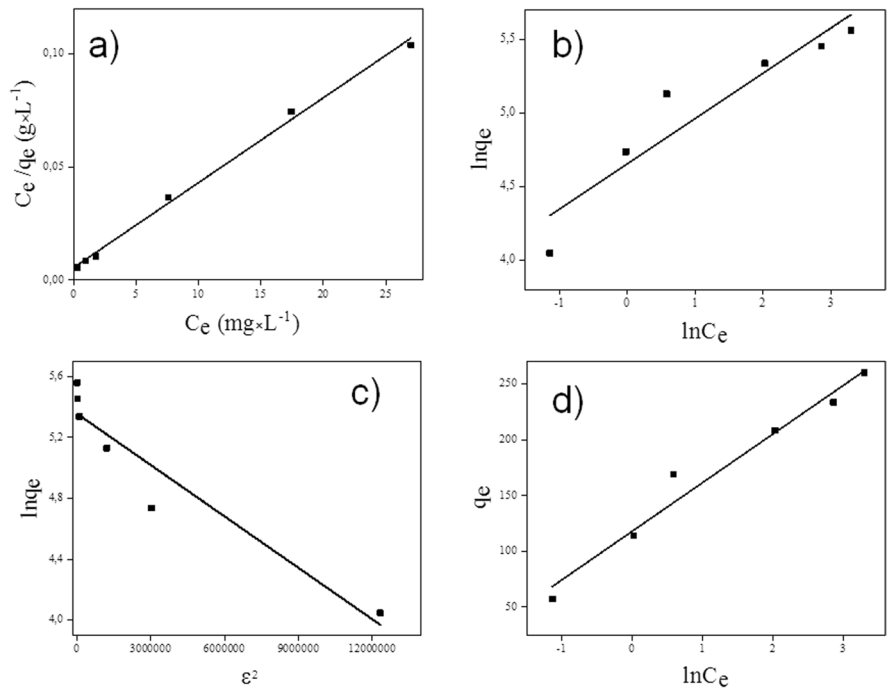 a)
0,10
0,05
0,00
Ce /qe (g×L-1)
0 5 10 15 20 25
Ce (mg×L-1)
b)
5,5
5,0
4,5
4,0
lnqe
-1 0 1 2 3
lnCe
c)
5,6
5,2
4,8
4,4
4,0
lnqe
0 3000000 6000000 9000000 12000000
ε²
d)
250
200
150
100
50
qe
-1 0 1 2 3
lnCe